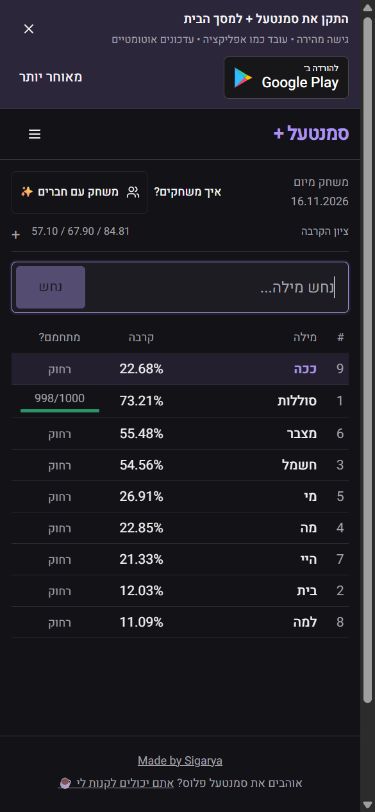 התקן את סמנטעל + למסך הבית
גישה מהירה • עובד כמו אפליקציה • עדכונים אוטומטיים
להורדה ב־
Google Play
מאוחר יותר
סמנטעל +
משחק מיום
16.11.2026
איך משחקים?
משחק עם חברים ✨
ציון הקרבה
57.10 / 67.90 / 84.81
+
נחש מילה...
נחש
# מילה קרבה מתחמם?
9 ככה 22.68% רחוק
1 סוללות 73.21% 998/1000
6 מצבר 55.48% רחוק
3 חשמל 54.56% רחוק
5 מי 26.91% רחוק
4 מה 22.85% רחוק
7 היי 21.33% רחוק
2 בית 12.03% רחוק
8 למה 11.09% רחוק
Made by Sigarya
אוהבים את סמנטעל פלוס? אתם יכולים לקנות לי